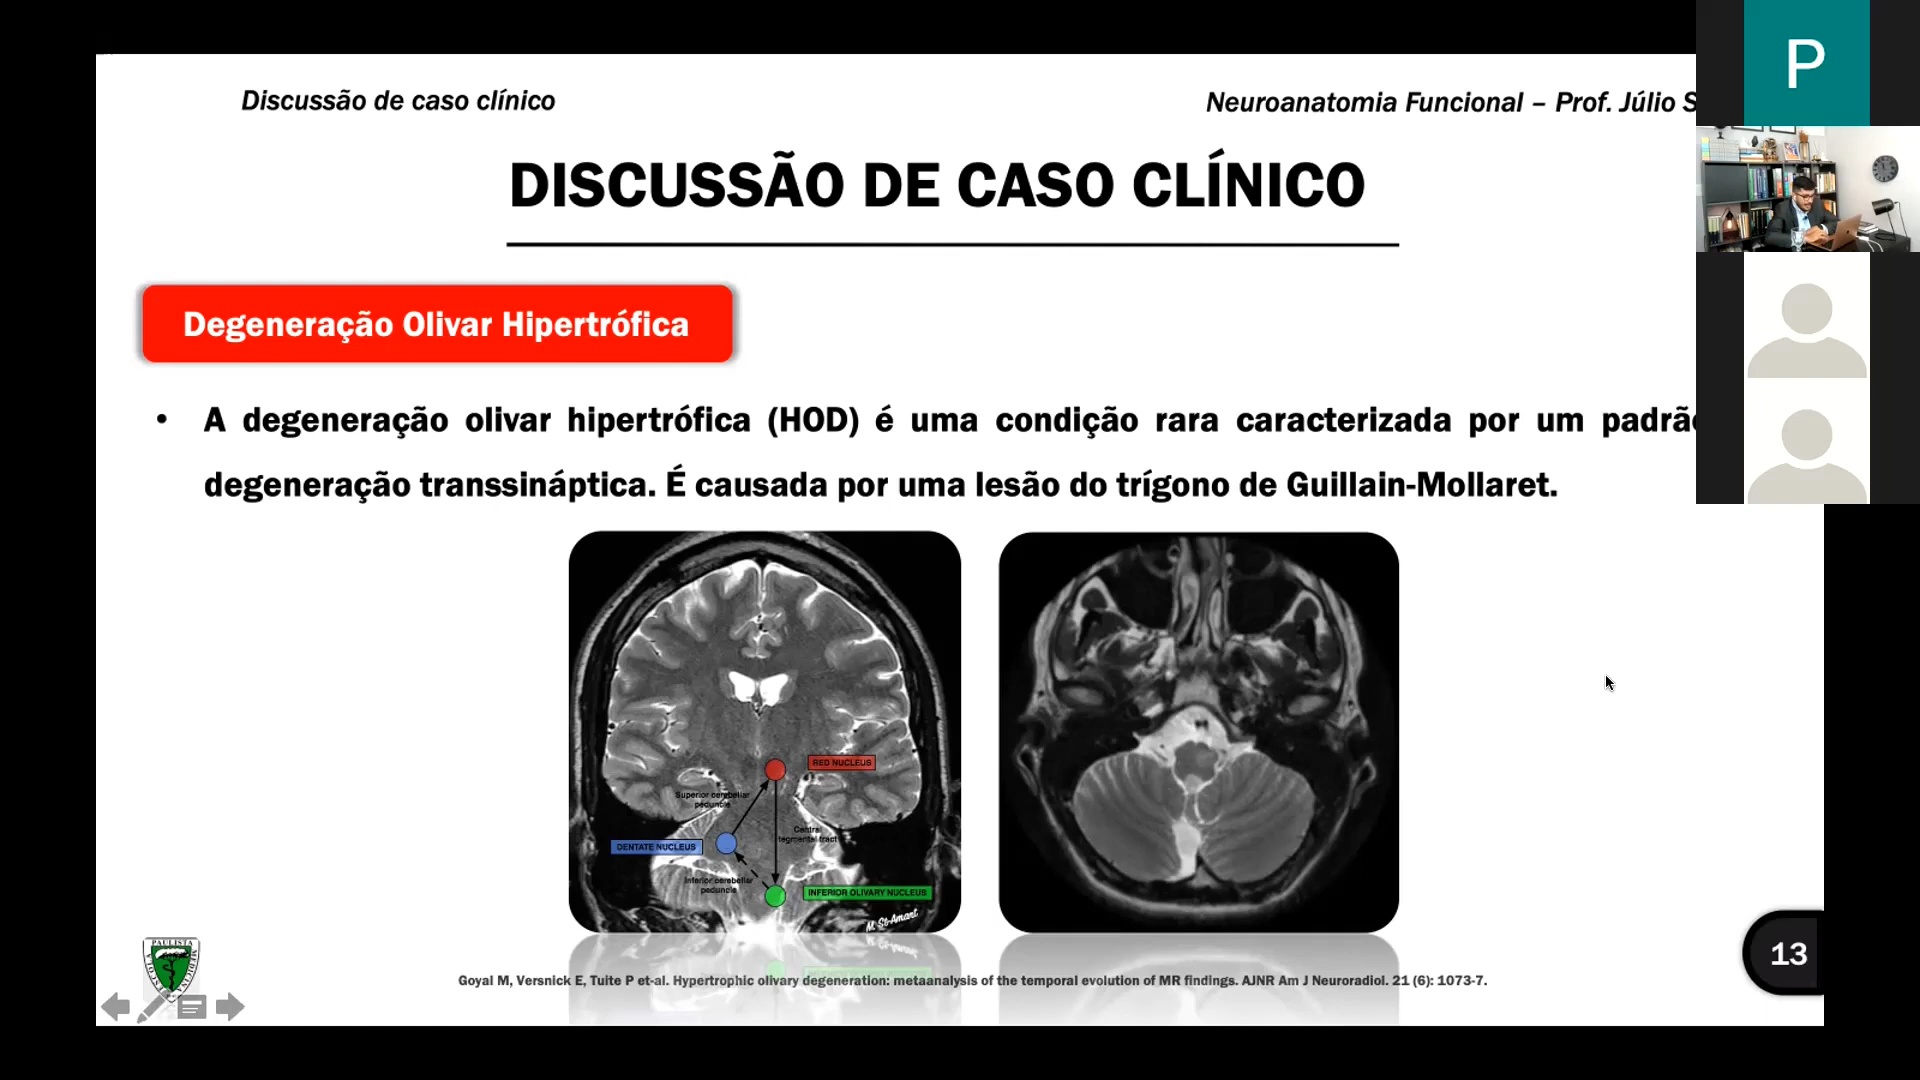 P
Discussão de caso clínico
Neuroanatomia Funcional – Prof. Júlio S
DISCUSSÃO DE CASO CLÍNICO
Degeneração Olivar Hipertrófica
• A degeneração olivar hipertrófica (HOD) é uma condição rara caracterizada por um padrão
degeneração transsináptica. É causada por uma lesão do trígono de Guillain-Mollaret.
RED NUCLEUS
Superior cerebellar
peduncle
Central
tegmental tract
DENTATE NUCLEUS
Inferior cerebellar
peduncle
INFERIOR OLIVARY NUCLEUS
M. St-Amant
PAULISTA
MEDICINA
ESCOLA
13
Goyal M, Versnick E, Tuite P et-al. Hypertrophic olivary degeneration: metaanalysis of the temporal evolution of MR findings. AJNR Am J Neuroradiol. 21 (6): 1073-7.